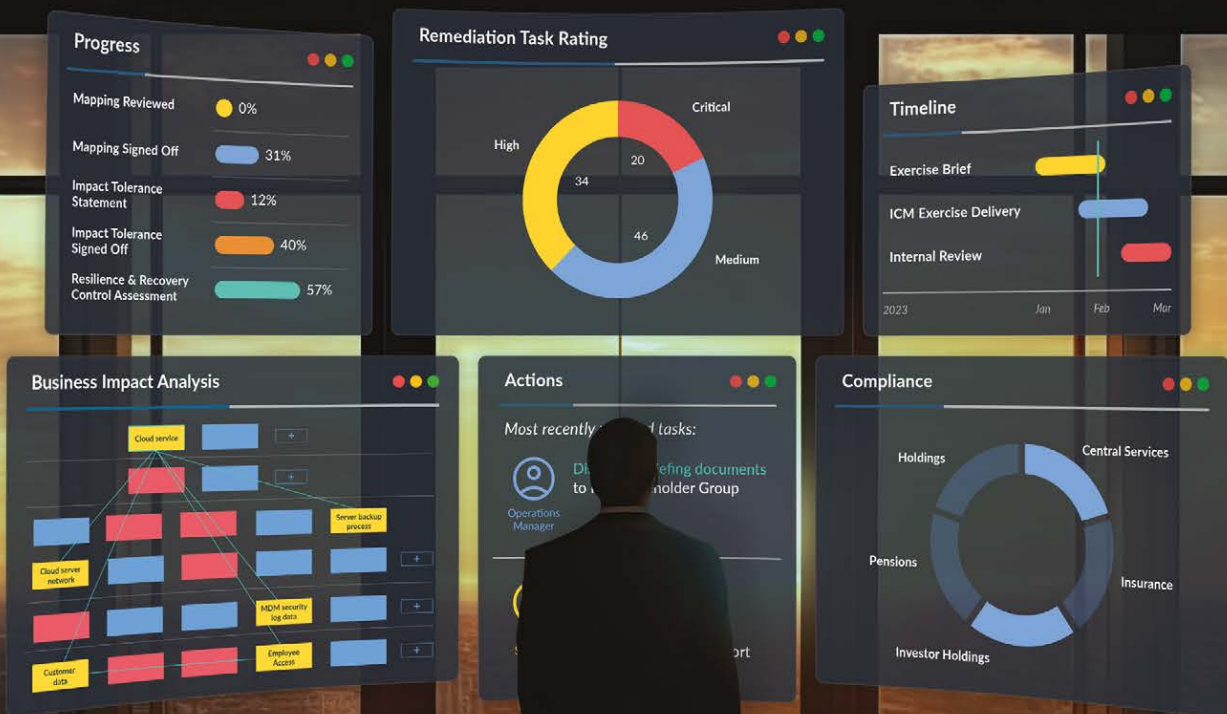 Progress
Mapping Reviewed
0%
Mapping Signed Off
31%
Impact Tolerance
Statement
12%
Impact Tolerance
Signed Off
40%
Resilience & Recovery
Control Assessment
57%
Remediation Task Rating
Critical
High
20
34
46
Medium
Timeline
Exercise Brief
ICM Exercise Delivery
Internal Review
2023
Jan
Feb
Mar
Business Impact Analysis
Cloud service
+
+
Server backup
process
Cloud server
network
+
MDM security
log data
+
Employee
Access
+
Customer
data
Actions
Most recently
tasks:
documents
to
Group
Operations
Manager
Compliance
Holdings
Central Services
Pensions
Insurance
Investor Holdings